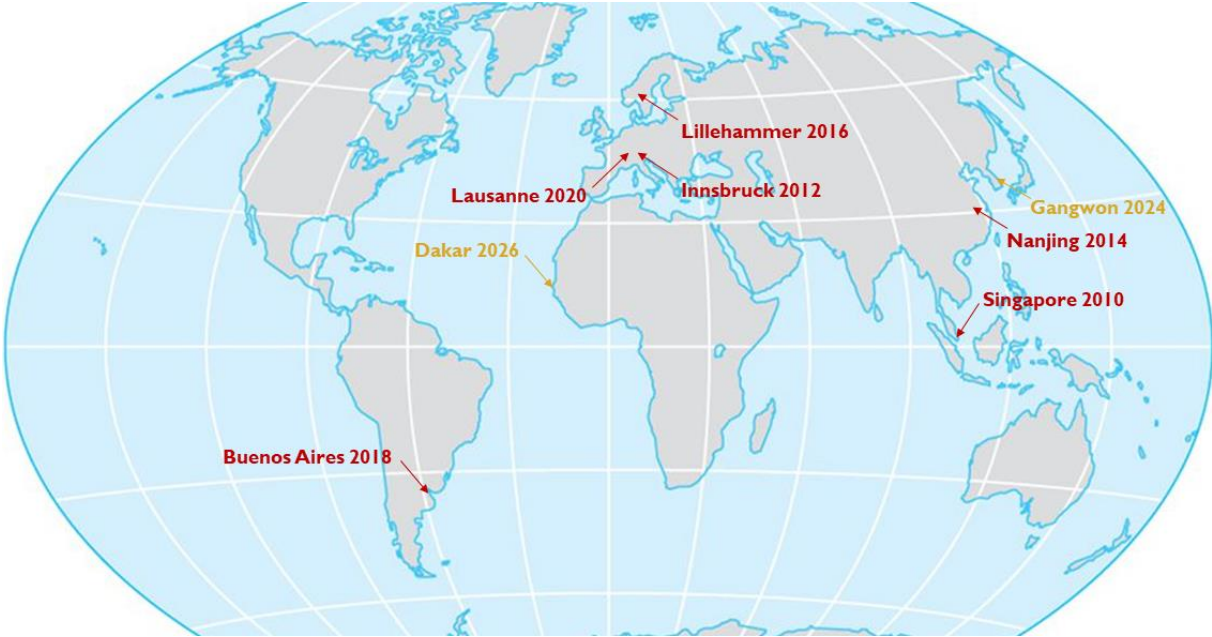 Lillehammer 2016
Lausanne 2020
Innsbruck 2012
Gangwon 2024
Nanjing 2014
Dakar 2026
Singapore 2010
Buenos Aires 2018